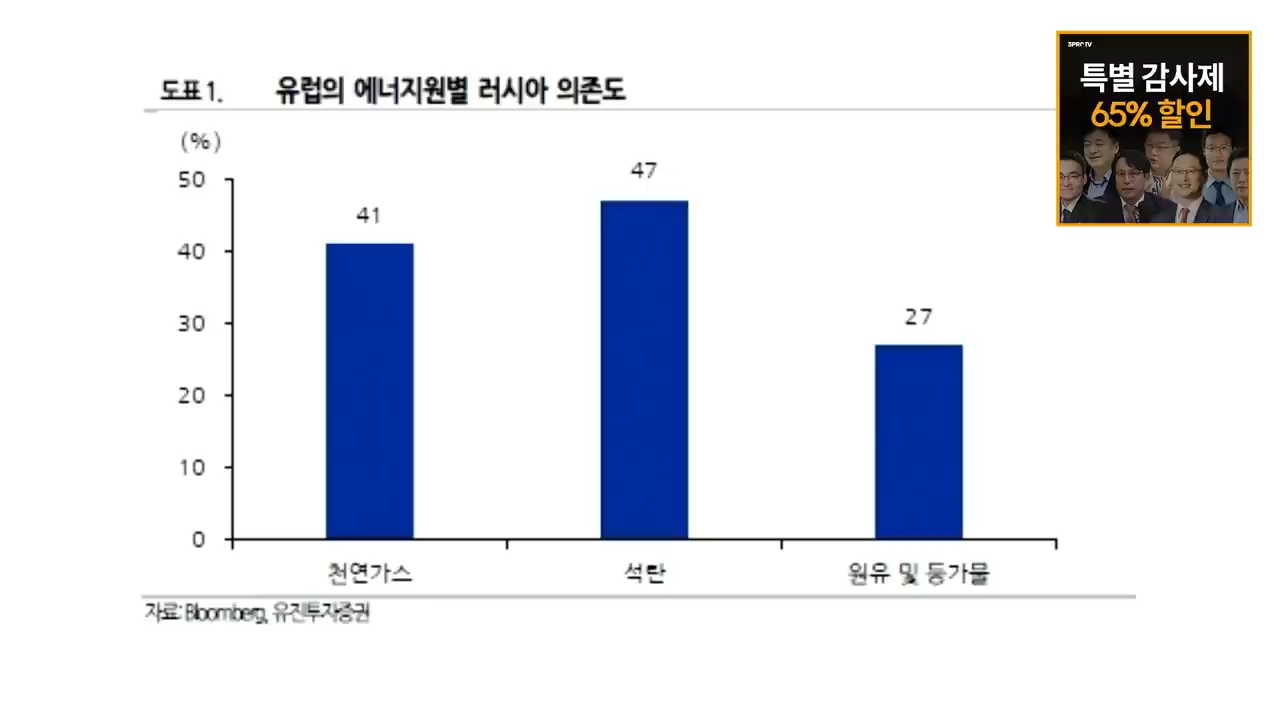 3PROTV
특별 감사제
65% 할인
도표 1. 유럽의 에너지원별 러시아 의존도
(%)
50
40
30
20
10
0
41
47
27
천연가스
석탄
원유 및 등가물
자료: Bloomberg, 유진투자증권